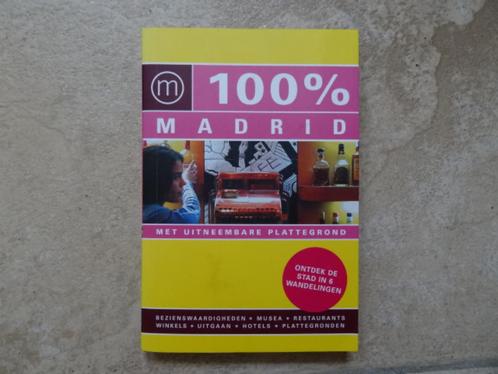 m 100%
MADRID
MET UITNEEMBARE PLATTEGROND
ONTDEK DE
STAD IN 6
WANDELINGEN
BEZIENSWAARDIGHEDEN • MUSEA • RESTAURANTS
WINKELS • UITGAAN • HOTELS • PLATTEGRONDEN